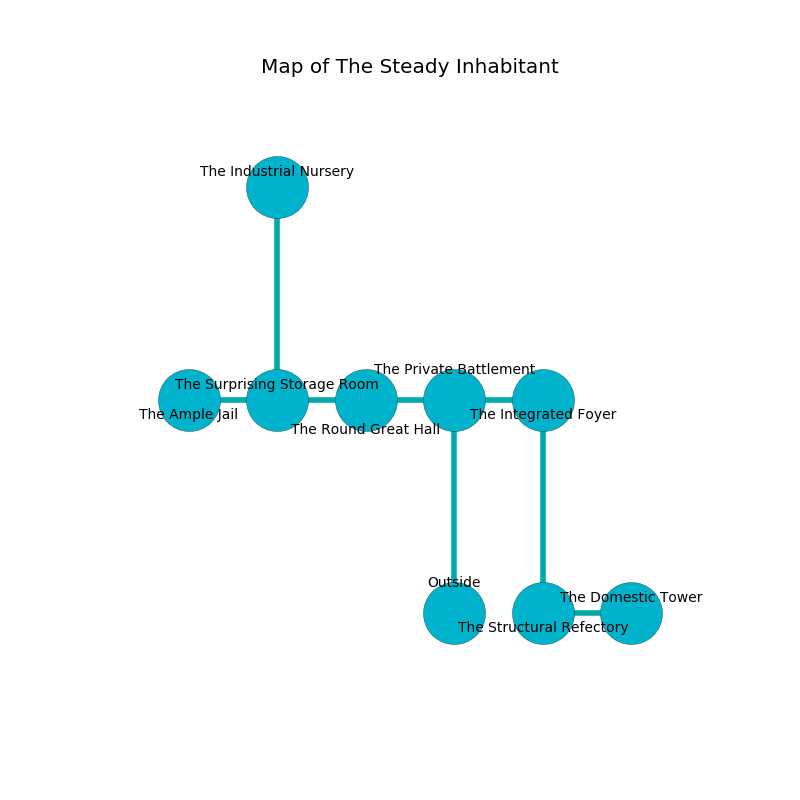 Map of The Steady Inhabitant
The Industrial Nursery
The Private Battlement
The Surprising Storage Room
The Ample Jail
The Integrated Foyer
The Round Great Hall
Outside
The Domestic Tower
The Structural Refectory